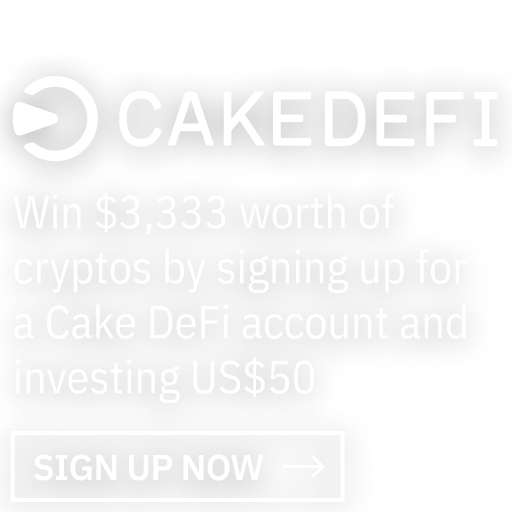 CAKEDEFI
Win $3,333 worth of
cryptos by signing up for
a Cake DeFi account and
investing US$50
SIGN UP NOW →